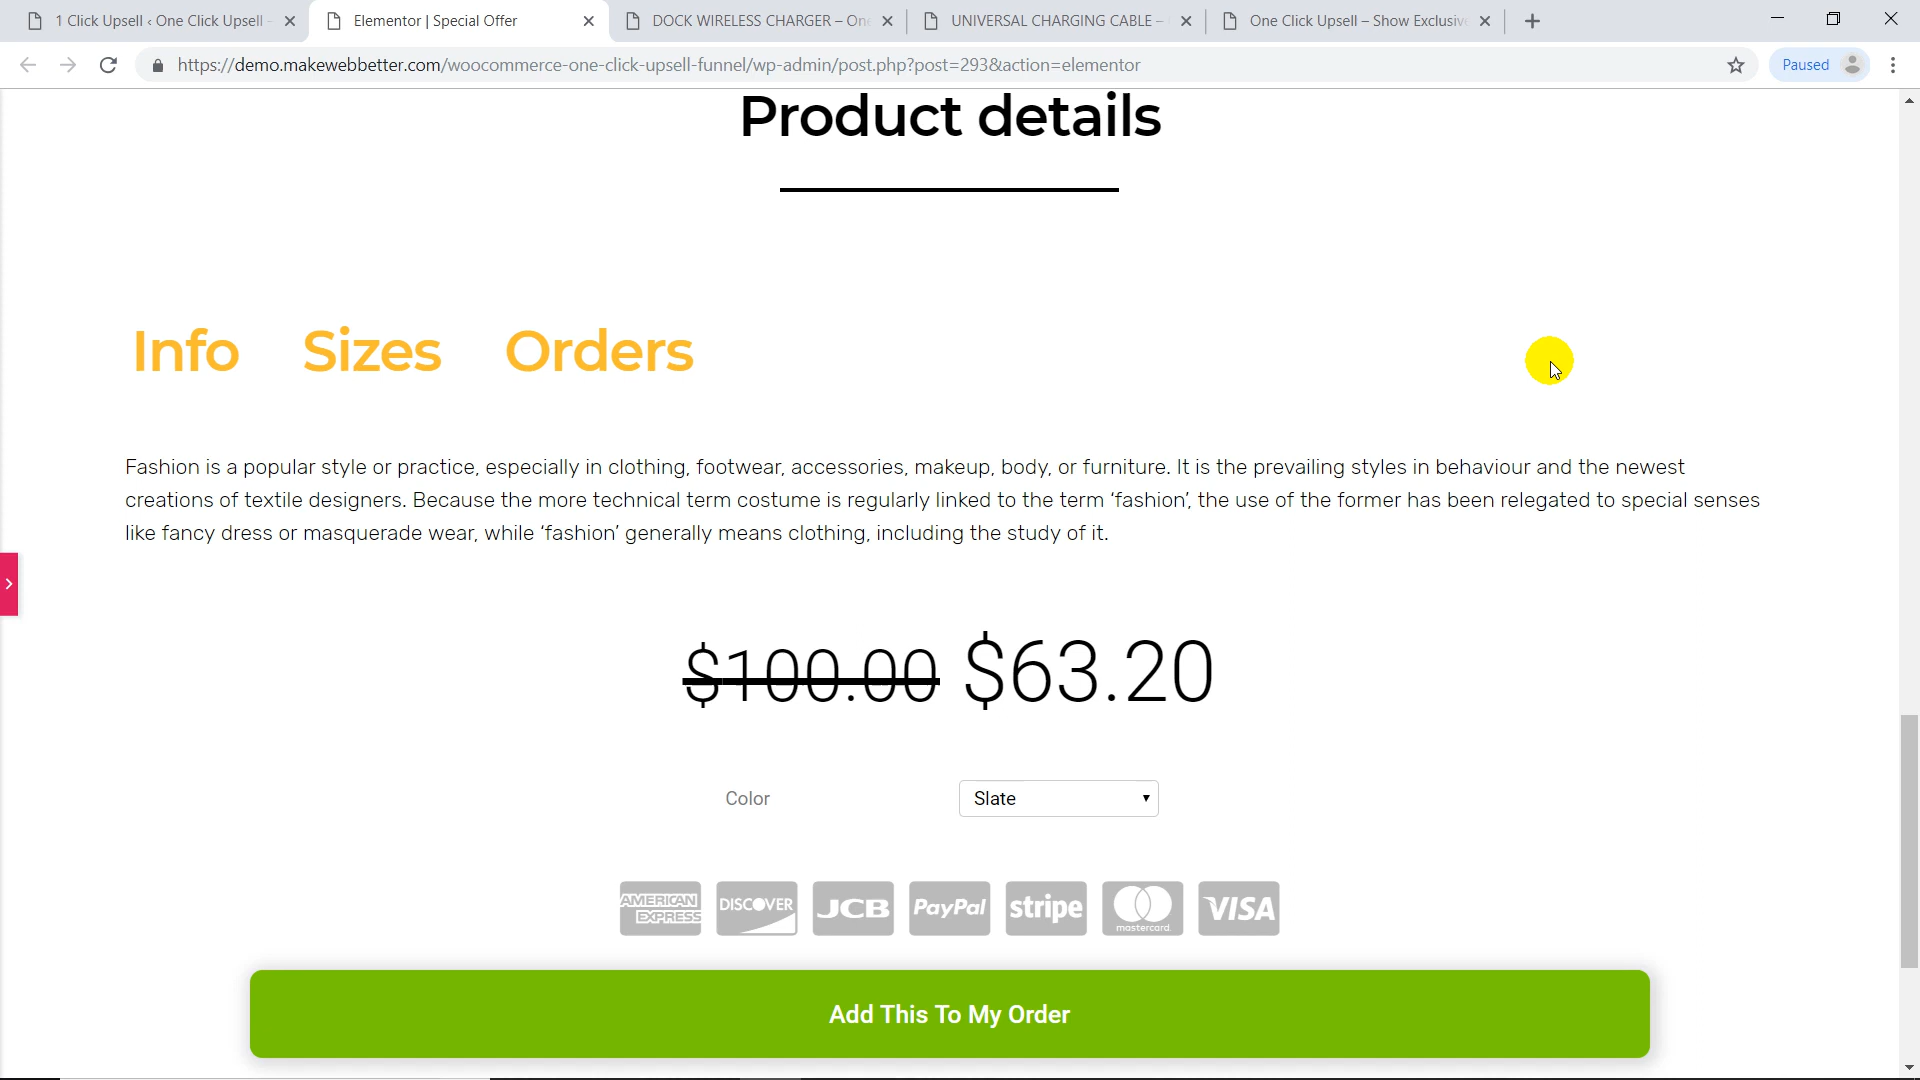 1 Click Upsell ‹ One Click Upsell -
Elementor | Special Offer
DOCK WIRELESS CHARGER – On
UNIVERSAL CHARGING CABLE –
One Click Upsell – Show Exclusiv
https://demo.makewebbetter.com/woocommerce-one-click-upsell-funnel/wp-admin/post.php?post=293&action=elementor
Paused
Product details
Info Sizes Orders
Fashion is a popular style or practice, especially in clothing, footwear, accessories, makeup, body, or furniture. It is the prevailing styles in behaviour and the newest
creations of textile designers. Because the more technical term costume is regularly linked to the term ‘fashion’, the use of the former has been relegated to special senses
like fancy dress or masquerade wear, while ‘fashion’ generally means clothing, including the study of it.
$100.00 $63.20
Color Slate
AMERICAN EXPRESS DISCOVER JCB PayPal stripe mastercard. VISA
Add This To My Order